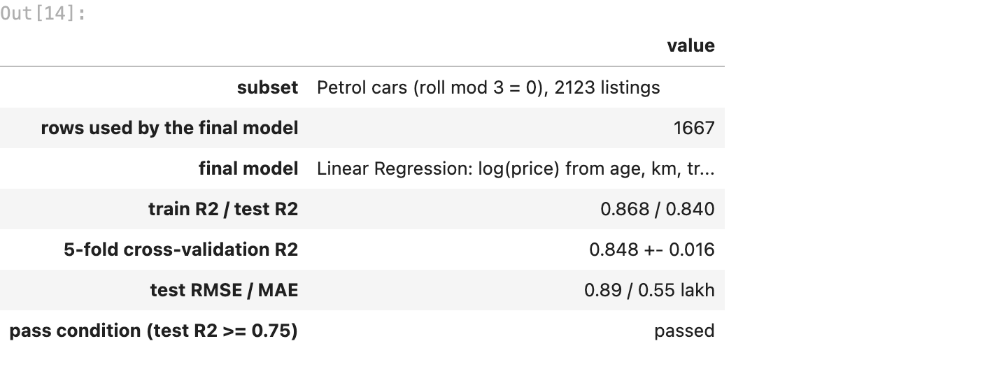 Out[14]:
value
subset Petrol cars (roll mod 3 = 0), 2123 listings
rows used by the final model 1667
final model Linear Regression: log(price) from age, km, tr...
train R2 / test R2 0.868 / 0.840
5-fold cross-validation R2 0.848 +- 0.016
test RMSE / MAE 0.89 / 0.55 lakh
pass condition (test R2 >= 0.75) passed